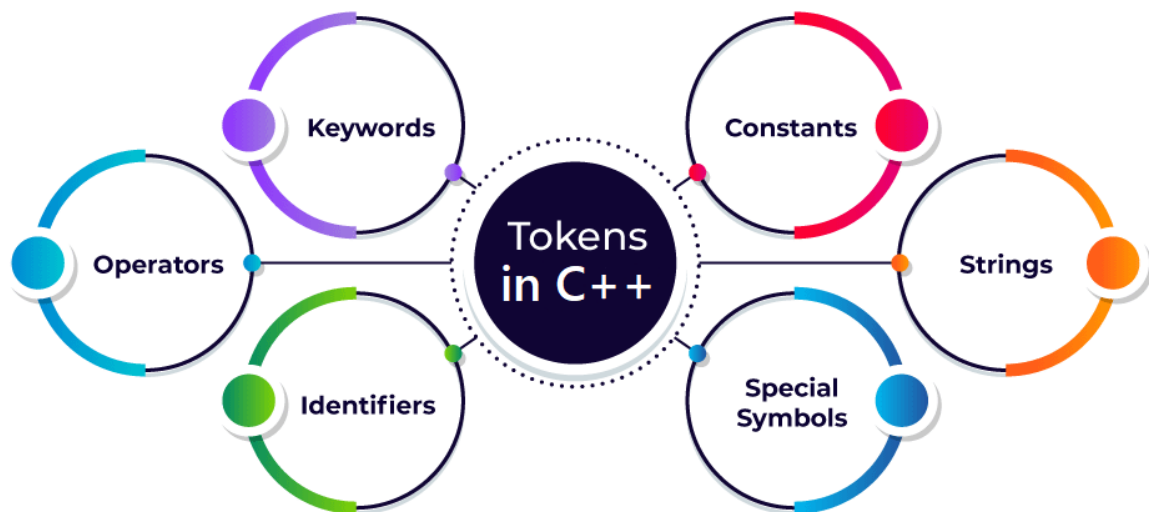 Keywords
Constants
Tokens
in C++
Operators
Strings
Identifiers
Special
Symbols